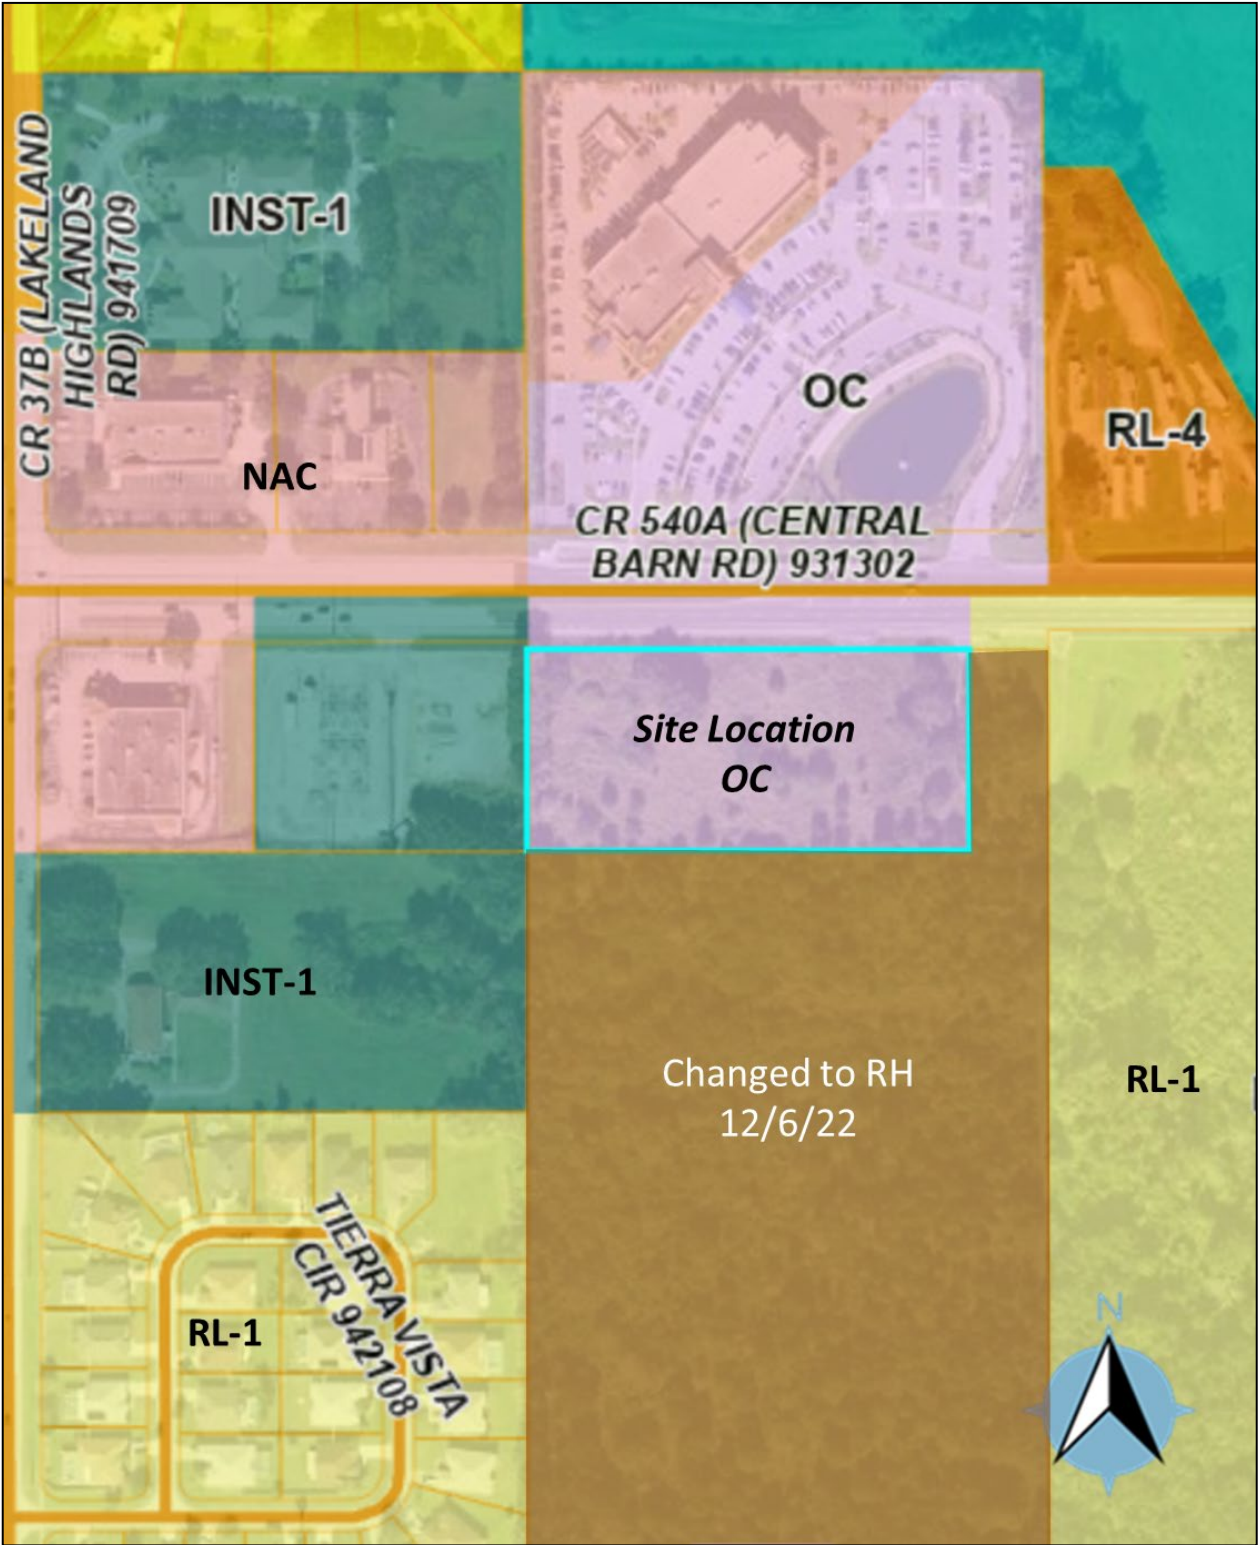 CR 37B (LAKELAND
HIGHLANDS
RD) 941709
INST-1
NAC
OC
RL-4
CR 540A (CENTRAL
BARN RD) 931302
Site Location
OC
INST-1
Changed to RH
12/6/22
RL-1
TIERRA VISTA
CIR 942108
RL-1
N